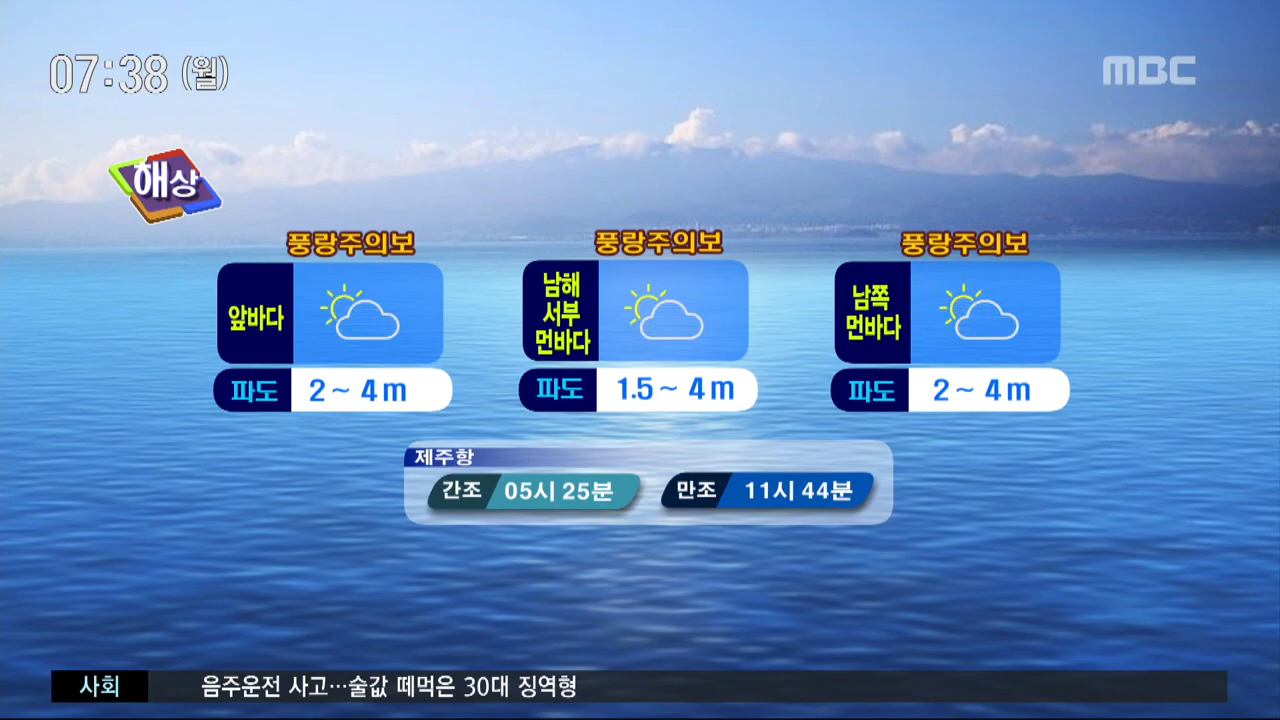 07:38 (월)
MBC
해상
풍랑주의보
앞바다
파도 2 ~ 4 m
풍랑주의보
남해
서부
먼바다
파도 1.5 ~ 4 m
풍랑주의보
남쪽
먼바다
파도 2 ~ 4 m
제주항
간조 05시 25분
만조 11시 44분
사회 음주운전 사고…술값 떼먹은 30대 징역형